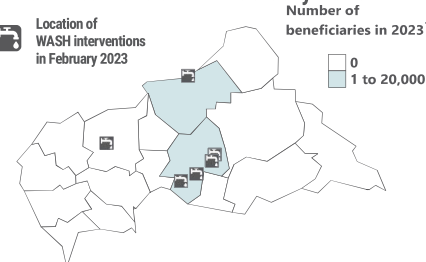 Location of
WASH interventions
in February 2023
Number of
beneficiaries in 2023
0
1 to 20,000